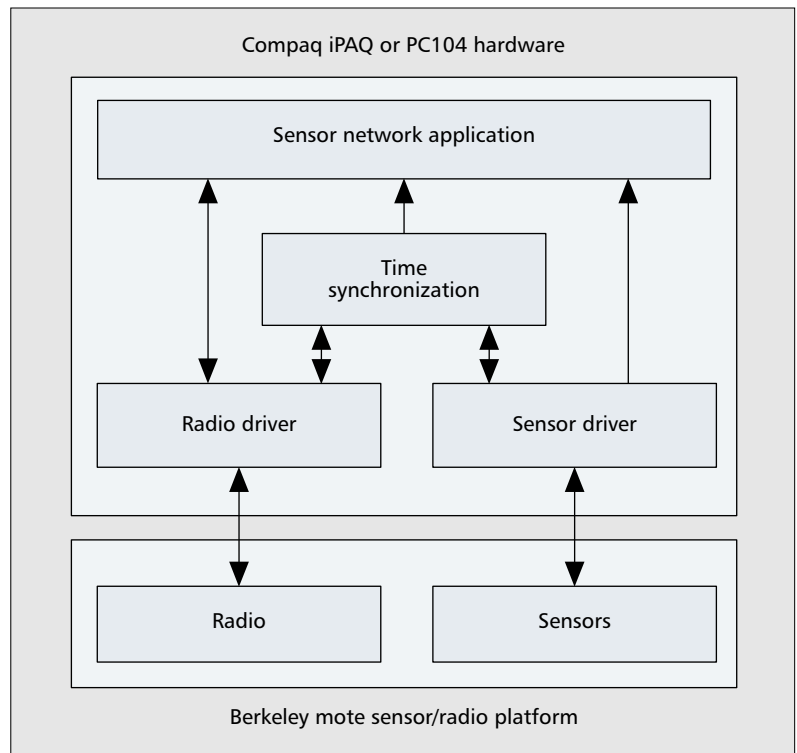 Compaq iPAQ or PC104 hardware
Sensor network application
Time
synchronization
Radio driver
Sensor driver
Radio
Sensors
Berkeley mote sensor/radio platform